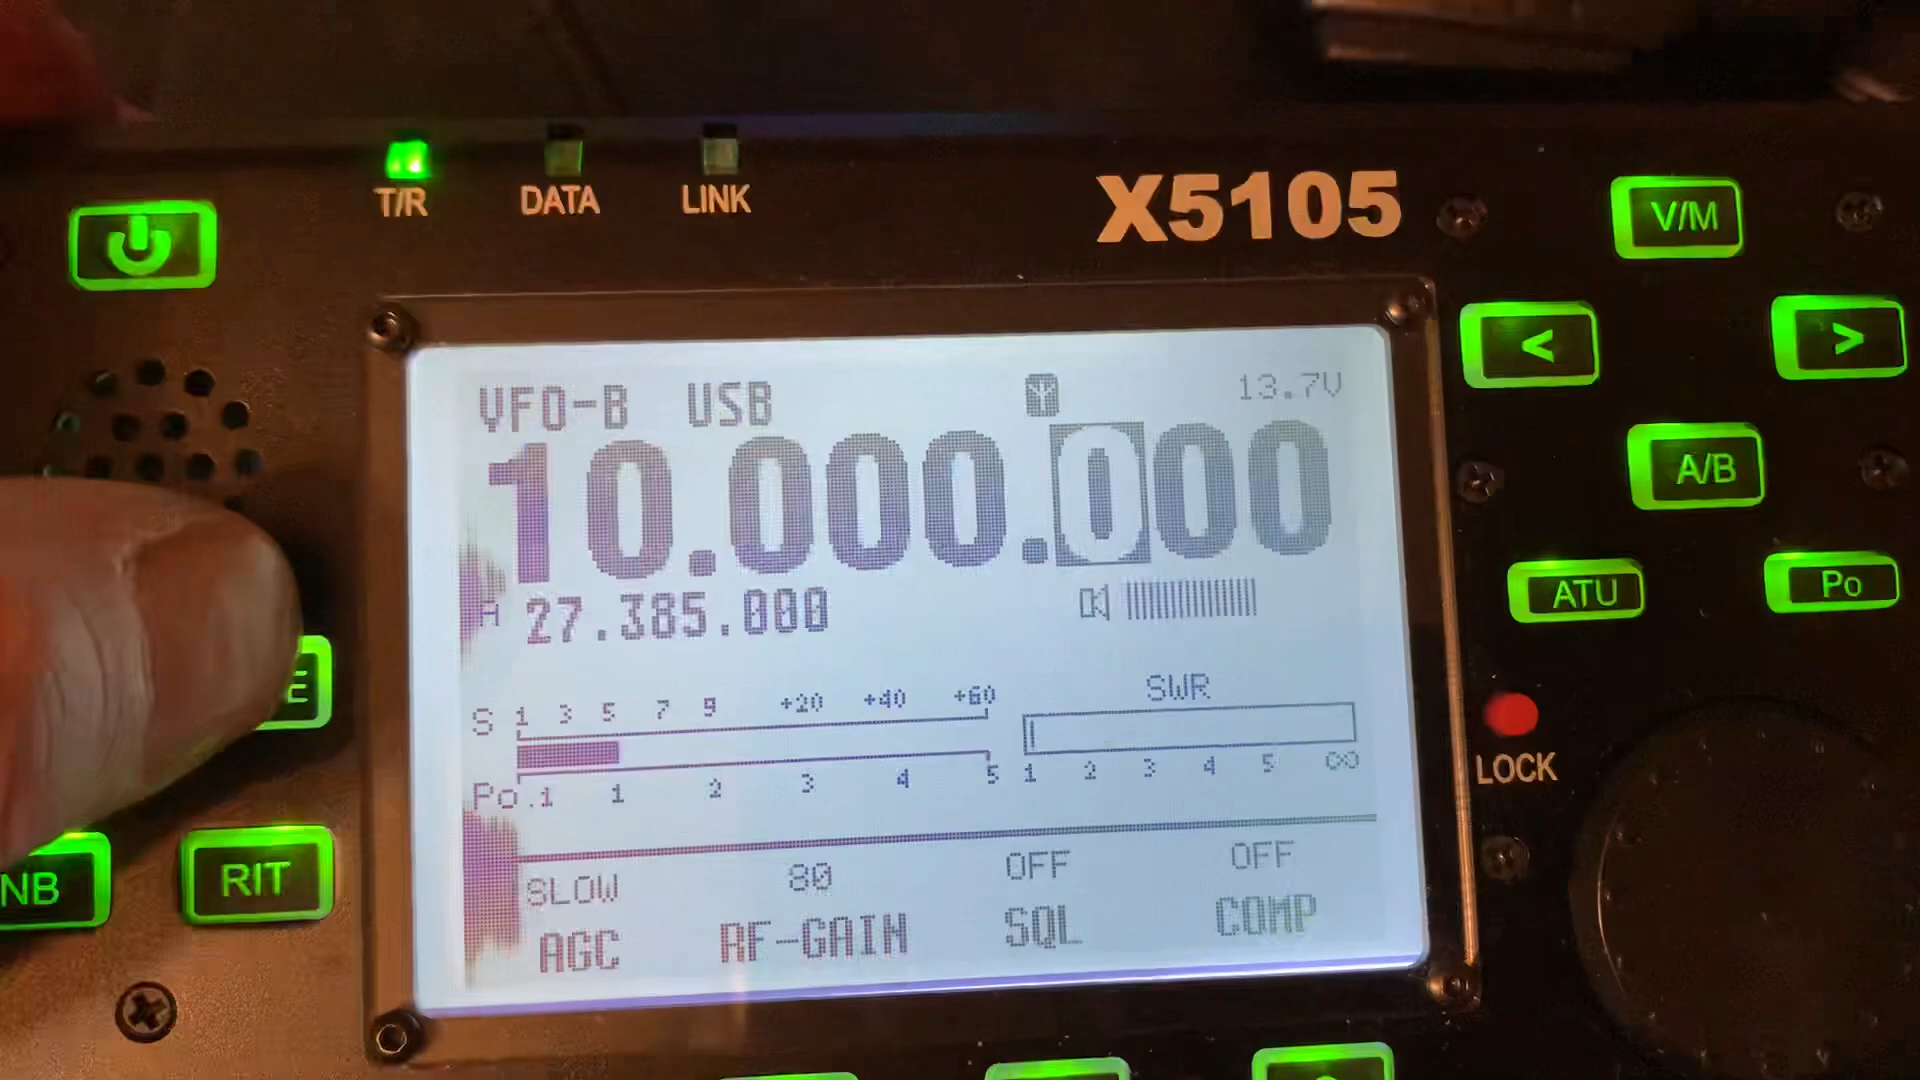 T/R DATA LINK
X5105
V/M
< >
VFO-B USB 13.7V
10.000.000
A 27.385.000
A/B
ATU Po
S 1 3 5 7 9 +20 +40 +60
SWR
Po .1 1 2 3 4 5
1 2 3 4 5 ∞
LOCK
E
NB RIT
SLOW 80 OFF OFF
AGC RF-GAIN SQL COMP